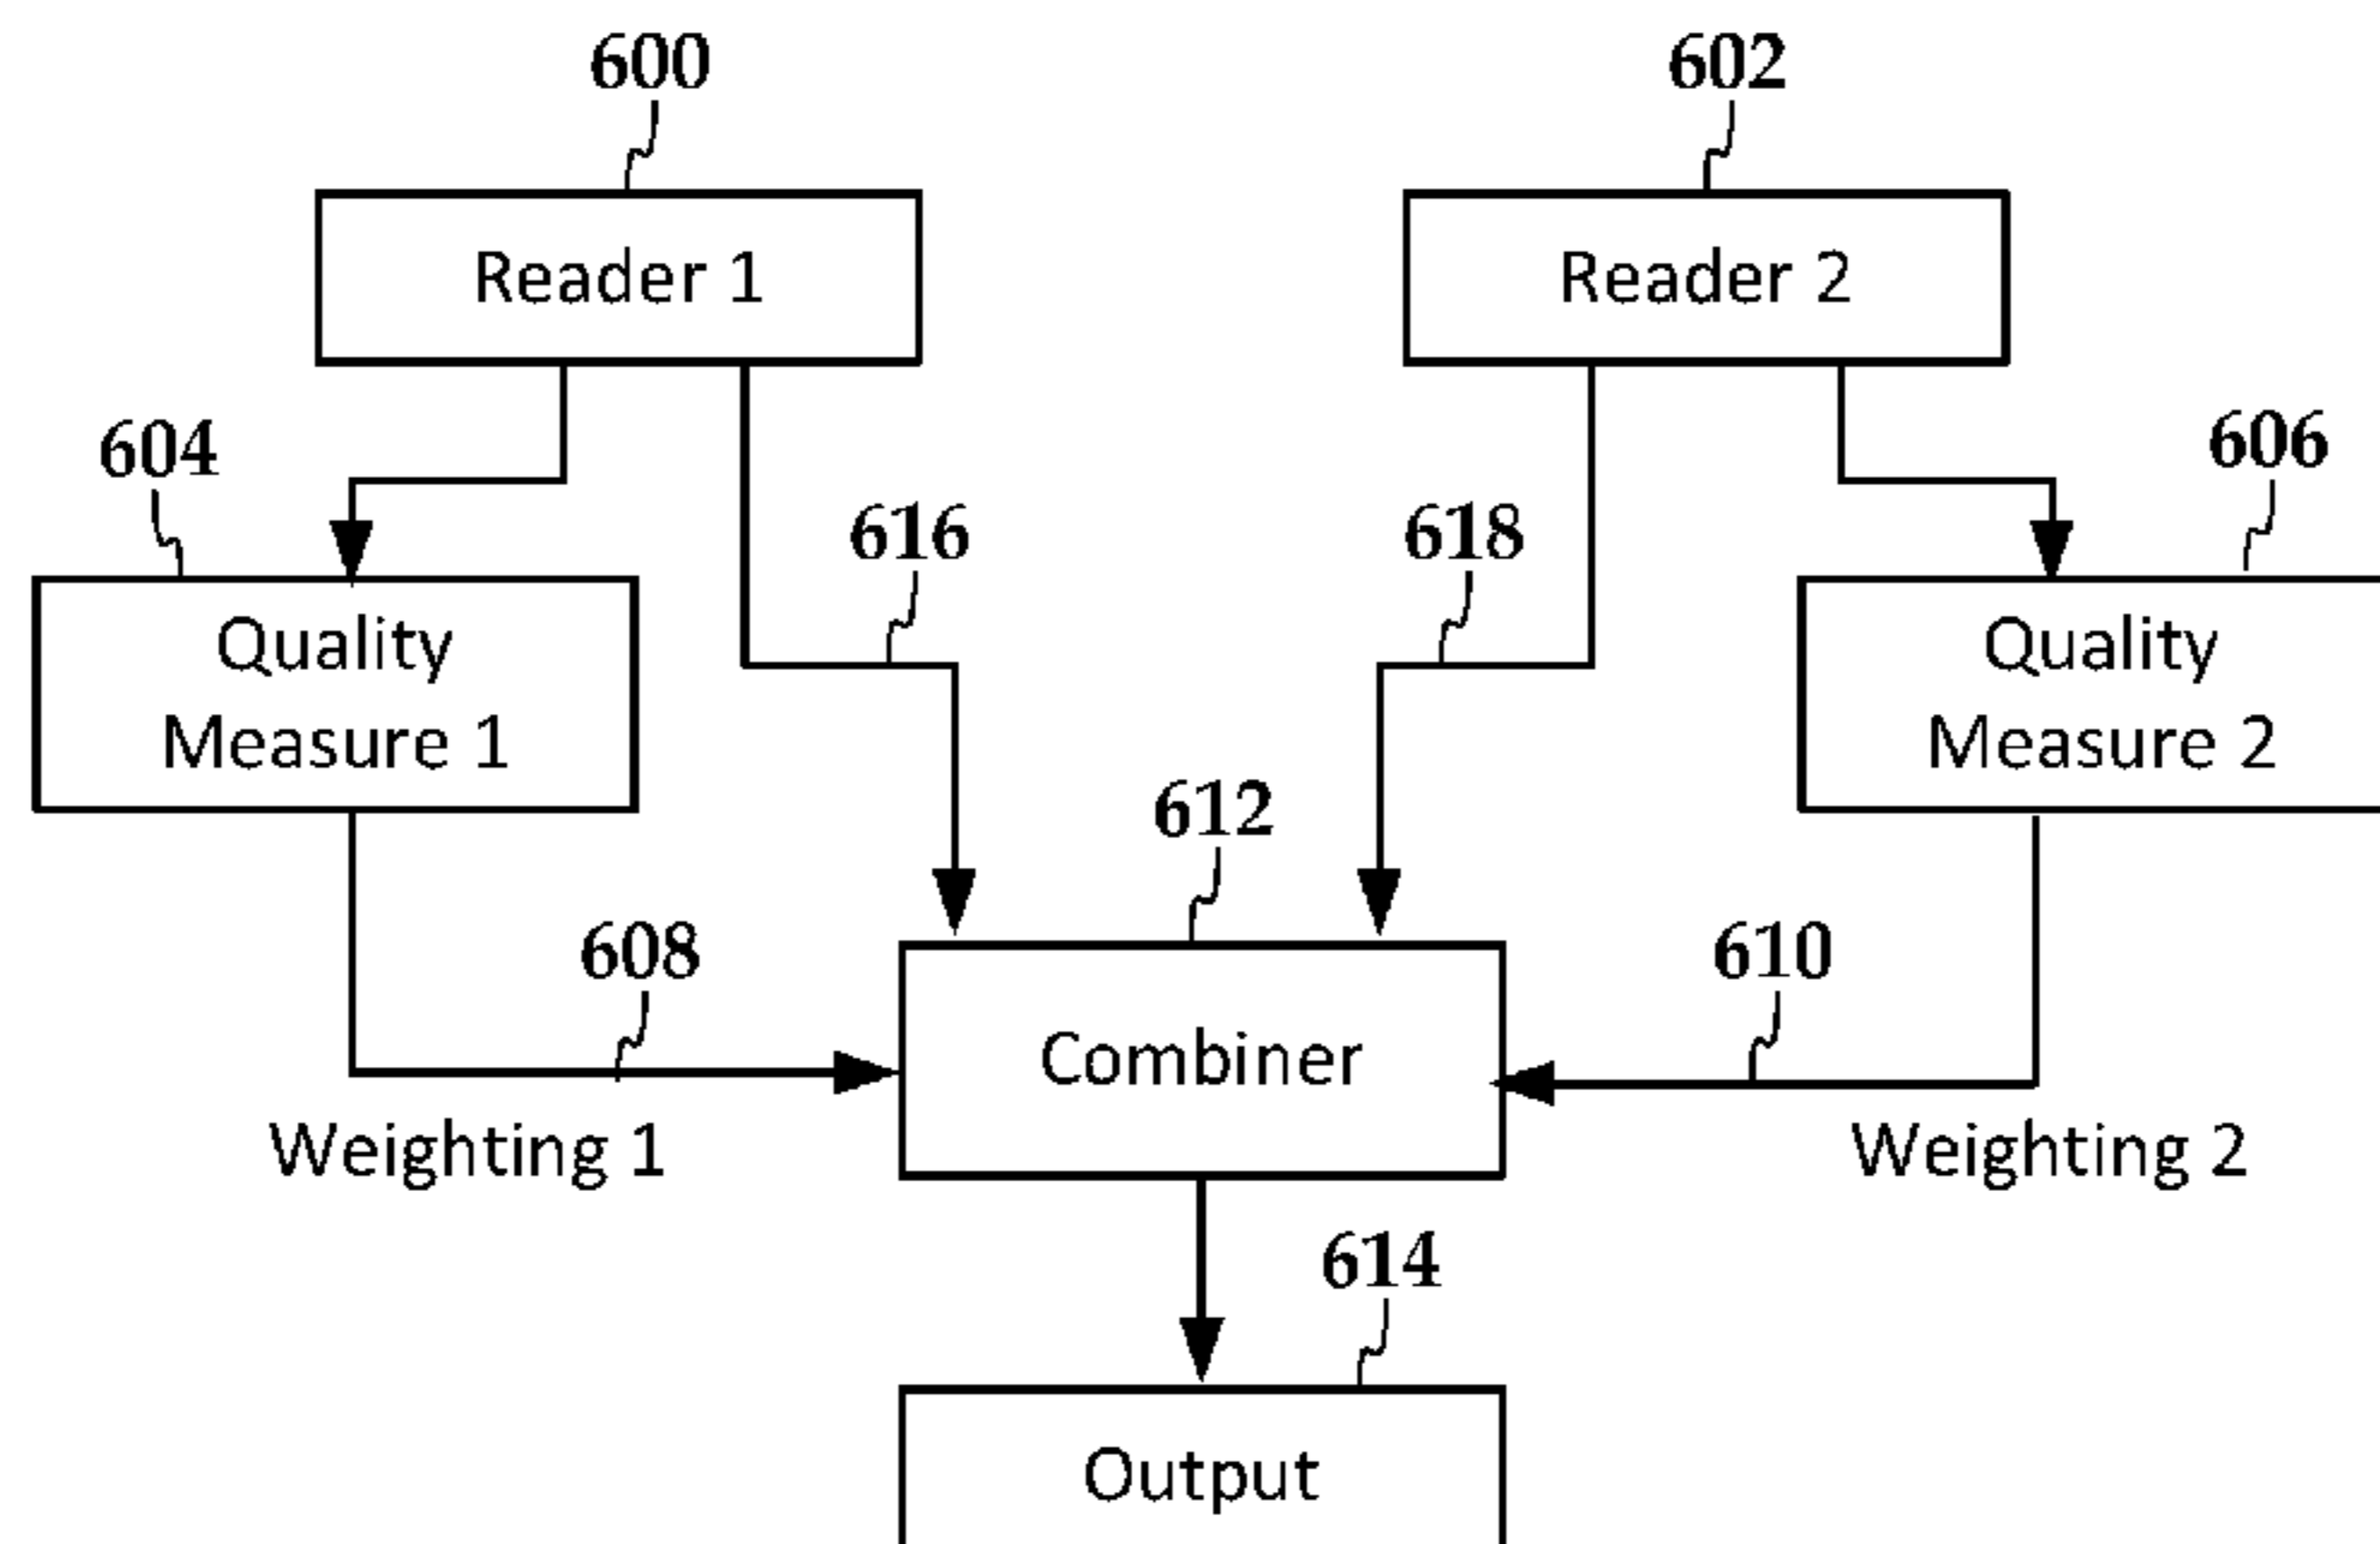 600
602
Reader 1
Reader 2
604
606
616
618
Quality
Measure 1
Quality
Measure 2
612
608
610
Combiner
Weighting 1
Weighting 2
614
Output